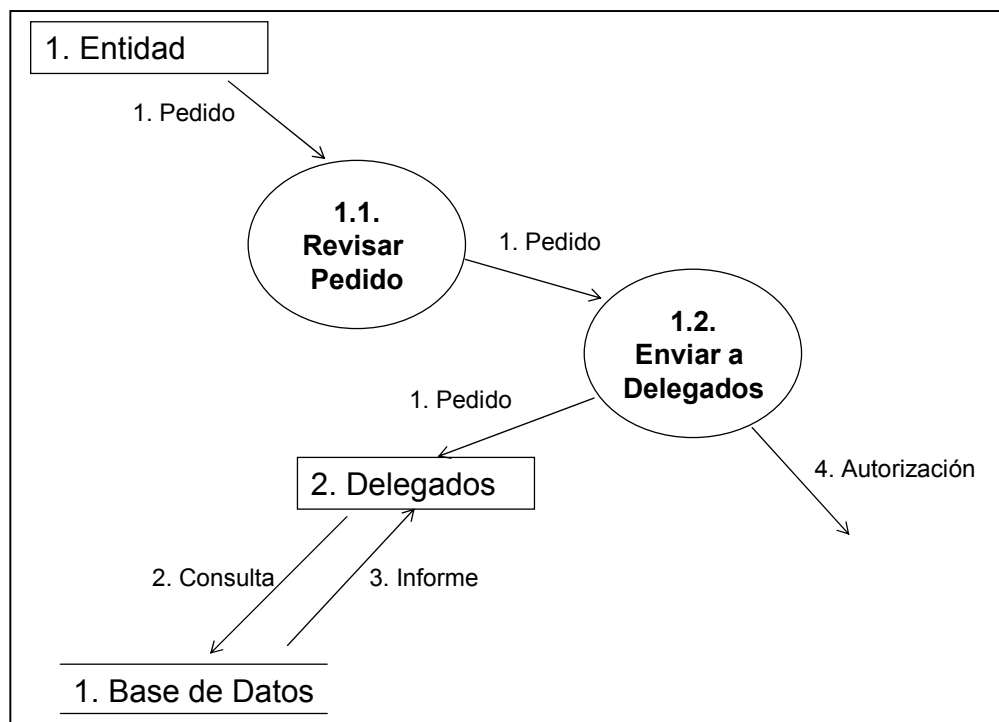 1. Entidad
1. Pedido
1.1.
Revisar
Pedido
1. Pedido
1.2.
Enviar a
Delegados
1. Pedido
4. Autorización
2. Delegados
2. Consulta
3. Informe
1. Base de Datos